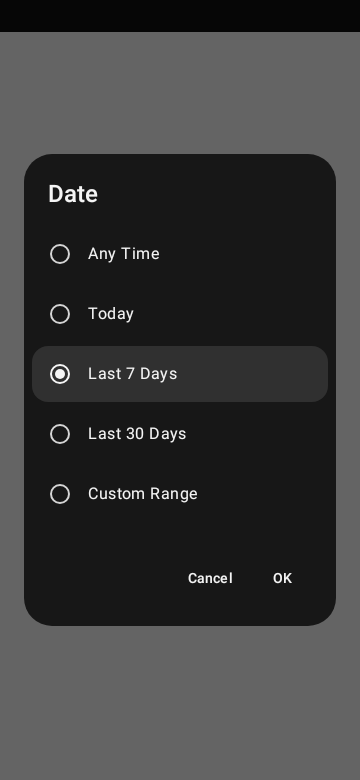 Date
Any Time
Today
Last 7 Days
Last 30 Days
Custom Range
Cancel OK